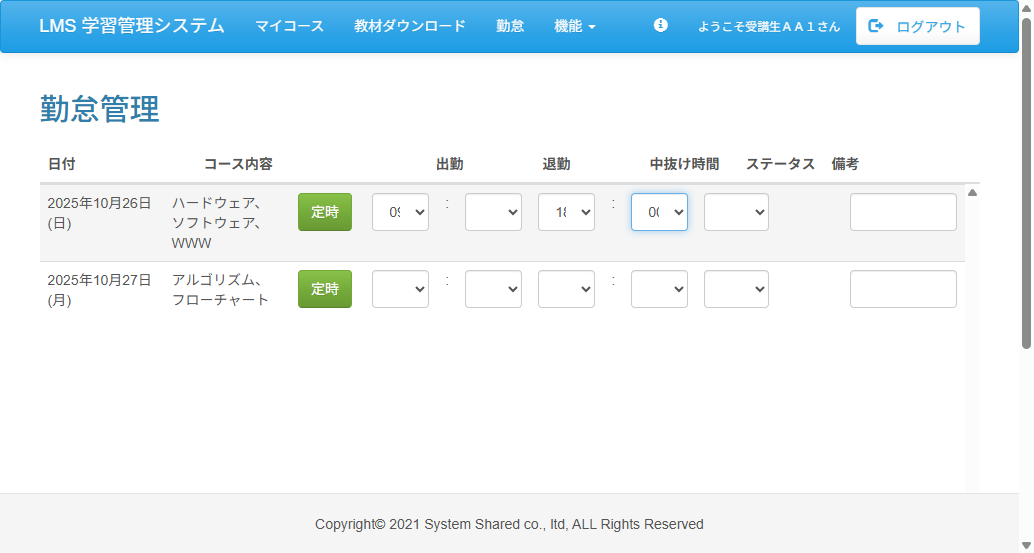 LMS 学習管理システム マイコース 教材ダウンロード 勤怠 機能 ようこそ受講生ＡＡ１さん ログアウト
勤怠管理
日付 コース内容 出勤 退勤 中抜け時間 ステータス 備考
2025年10月26日 ハードウェア、 定時 09 : 18 : 00
(日) ソフトウェア、
WWW
2025年10月27日 アルゴリズム、 定時 : :
(月) フローチャート
Copyright© 2021 System Shared co., ltd, ALL Rights Reserved